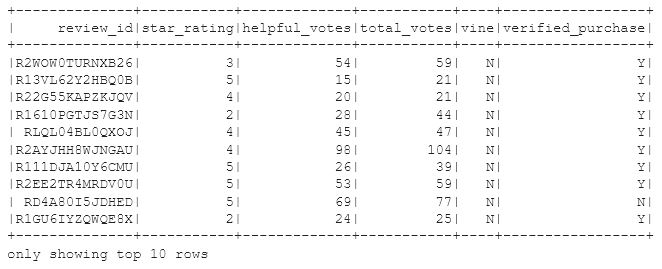 +--------------+-----------+-------------+-----------+----+-----------------+
|     review_id|star_rating|helpful_votes|total_votes|vine|verified_purchase|
+--------------+-----------+-------------+-----------+----+-----------------+
|R2WOW0TURNXB26|          3|           54|         59|   N|                Y|
|R13VL62Y2HBQ0B|          5|           15|         21|   N|                Y|
|R22G55KAPZKJQV|          4|           20|         21|   N|                Y|
|R1610PGTJS7G3N|          2|           28|         44|   N|                Y|
| RLQL04BL0QXOJ|          4|           45|         47|   N|                Y|
|R2AYJHH8WJNGAU|          4|           98|        104|   N|                Y|
|R111DJA10Y6CMU|          5|           26|         39|   N|                Y|
|R2EE2TR4MRDV0U|          5|           53|         59|   N|                Y|
| RD4A80I5JDHED|          5|           69|         77|   N|                N|
|R1GU6IYZQWQE8X|          2|           24|         25|   N|                Y|
+--------------+-----------+-------------+-----------+----+-----------------+
only showing top 10 rows